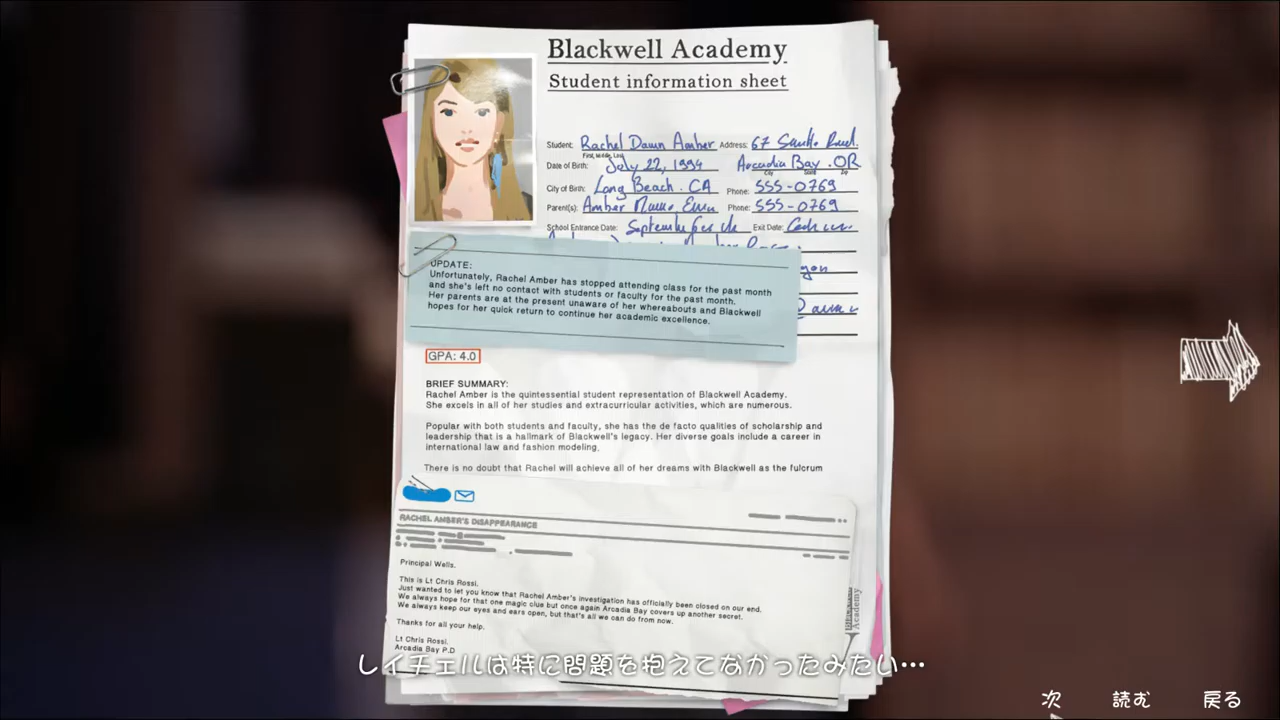 Blackwell Academy
Student information sheet
Student: Rachel Dawn Amber Address: 67
First, Middle, Last
Date of Birth: July 22, 1994 Arcadia Bay . OR
City State Zip
City of Birth: Long Beach . CA Phone: 555-0769
Parent(s): Amber Phone: 555-0769
School Entrance Date: Exit Date:
UPDATE:
Unfortunately, Rachel Amber has stopped attending class for the past month
and she's left no contact with students or faculty for the past month.
Her parents are at the present unaware of her whereabouts and Blackwell
hopes for her quick return to continue her academic excellence.
GPA: 4.0
BRIEF SUMMARY:
Rachel Amber is the quintessential student representation of Blackwell Academy.
She excels in all of her studies and extracurricular activities, which are numerous.
Popular with both students and faculty, she has the de facto qualities of scholarship and
leadership that is a hallmark of Blackwell's legacy. Her diverse goals include a career in
international law and fashion modeling.
There is no doubt that Rachel will achieve all of her dreams with Blackwell as the fulcrum
RACHEL AMBER'S DISAPPEARANCE
Principal Wells.
This is Lt Chris Rossi.
Just wanted to let you know that Rachel Amber's investigation has officially been closed on our end.
We always hope for that one magic clue but once again Arcadia Bay covers up another secret.
We always keep our eyes and ears open, but that's all we can do from now.
Thanks for all your help.
Lt Chris Rossi.
Arcadia Bay P.D
Academy
レイチェルは特に問題を抱えてなかったみたい…
次 読む 戻る